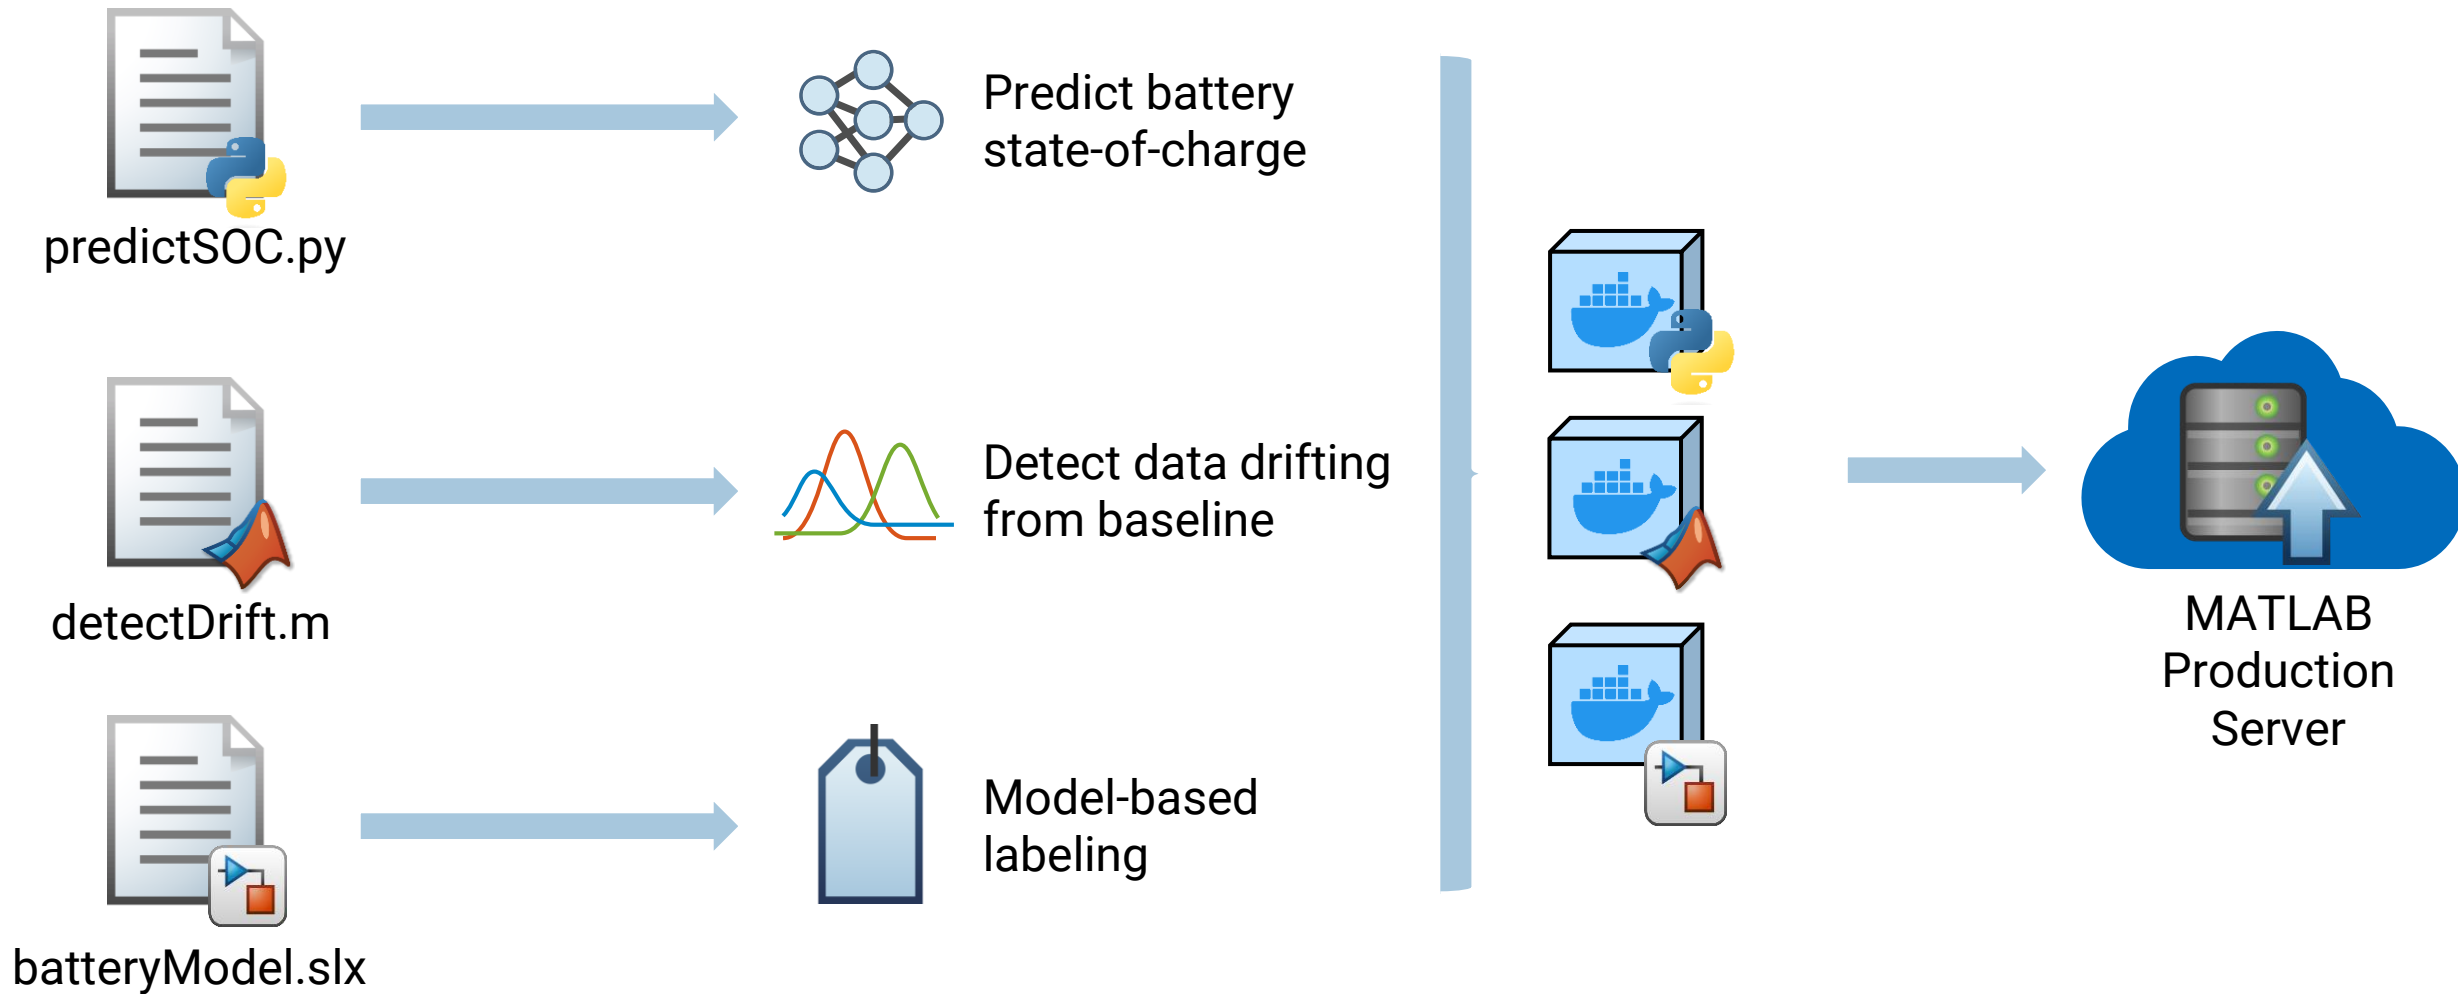 predictSOC.py
Predict battery
state-of-charge
detectDrift.m
Detect data drifting
from baseline
batteryModel.slx
Model-based
labeling
MATLAB
Production
Server